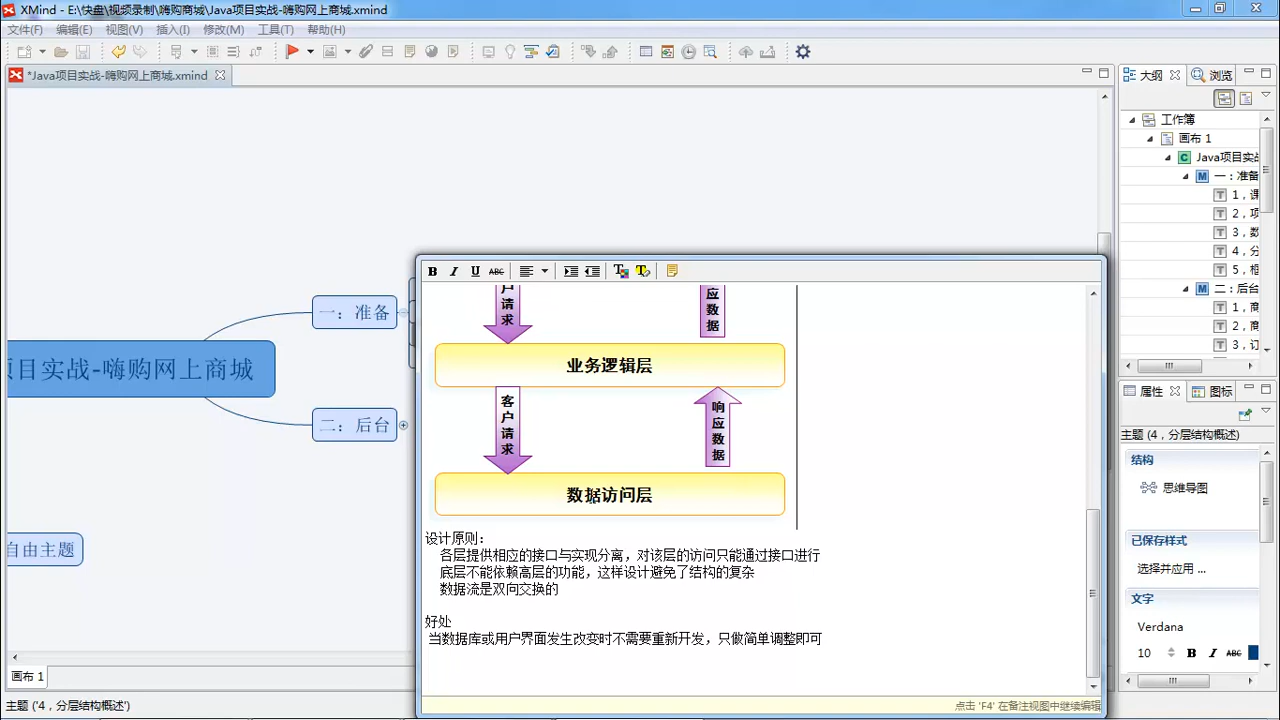 XMind - E:\快盘\视频录制\嗨购商城\Java项目实战-嗨购网上商城.xmind
文件(F) 编辑(E) 视图(V) 插入(I) 修改(M) 工具(T) 帮助(H)
*Java项目实战-嗨购网上商城.xmind
大纲
浏览
工作簿
画布 1
Java项目实战
一：准备
1，课
2，项
3，数
4，分
5，框
二：后台
1，商
2，商
3，订
一：准备
项目实战-嗨购网上商城
二：后台
自由主题
B I U ABC
户请求
应数据
业务逻辑层
客户请求
响应数据
数据访问层
设计原则：
各层提供相应的接口与实现分离，对该层的访问只能通过接口进行
底层不能依赖高层的功能，这样设计避免了结构的复杂
数据流是双向交换的
好处
当数据库或用户界面发生改变时不需要重新开发，只做简单调整即可
点击 'F4' 在备注视图中继续编辑
属性
图标
主题 (4，分层结构概述)
结构
思维导图
已保存样式
选择并应用 ...
文字
Verdana
10 B I ABC
画布 1
主题 ('4，分层结构概述')